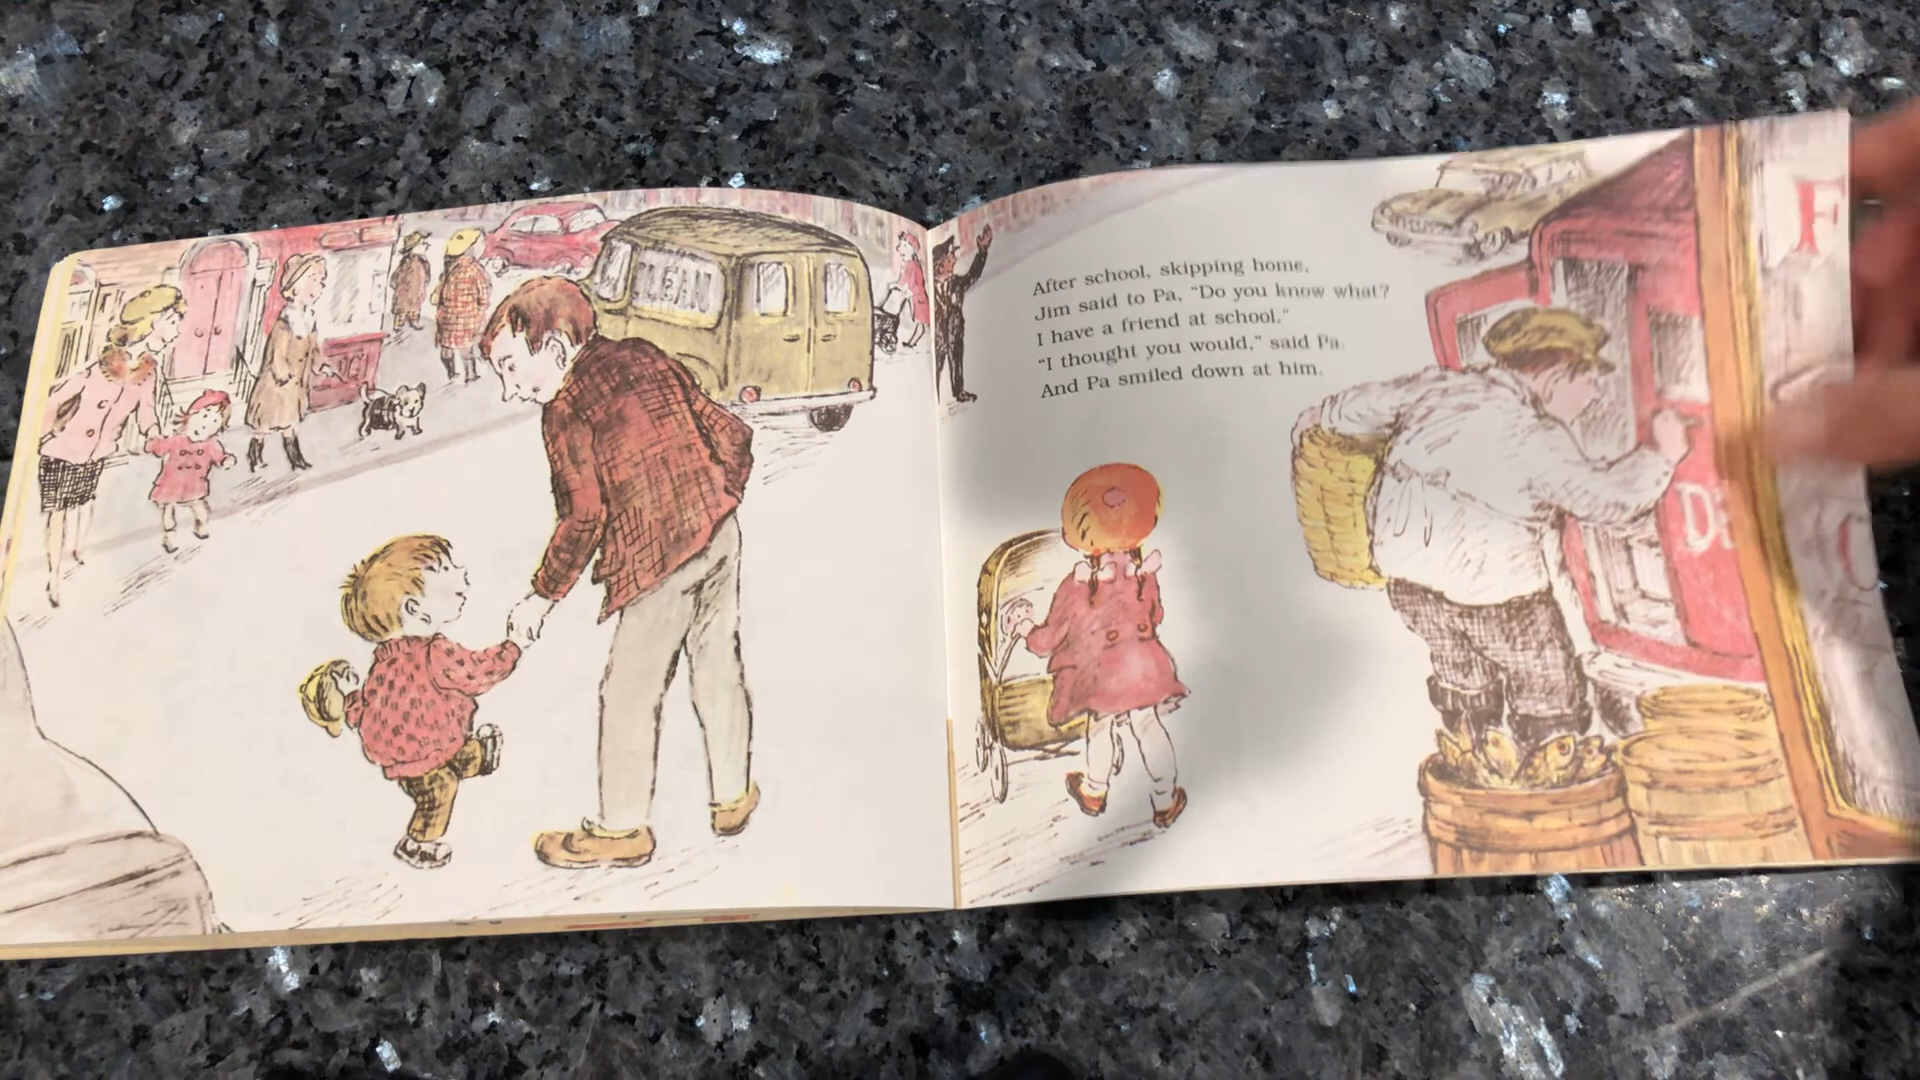 CLEAN
After school, skipping home,
Jim said to Pa, "Do you know what?
I have a friend at school."
"I thought you would," said Pa.
And Pa smiled down at him.
F